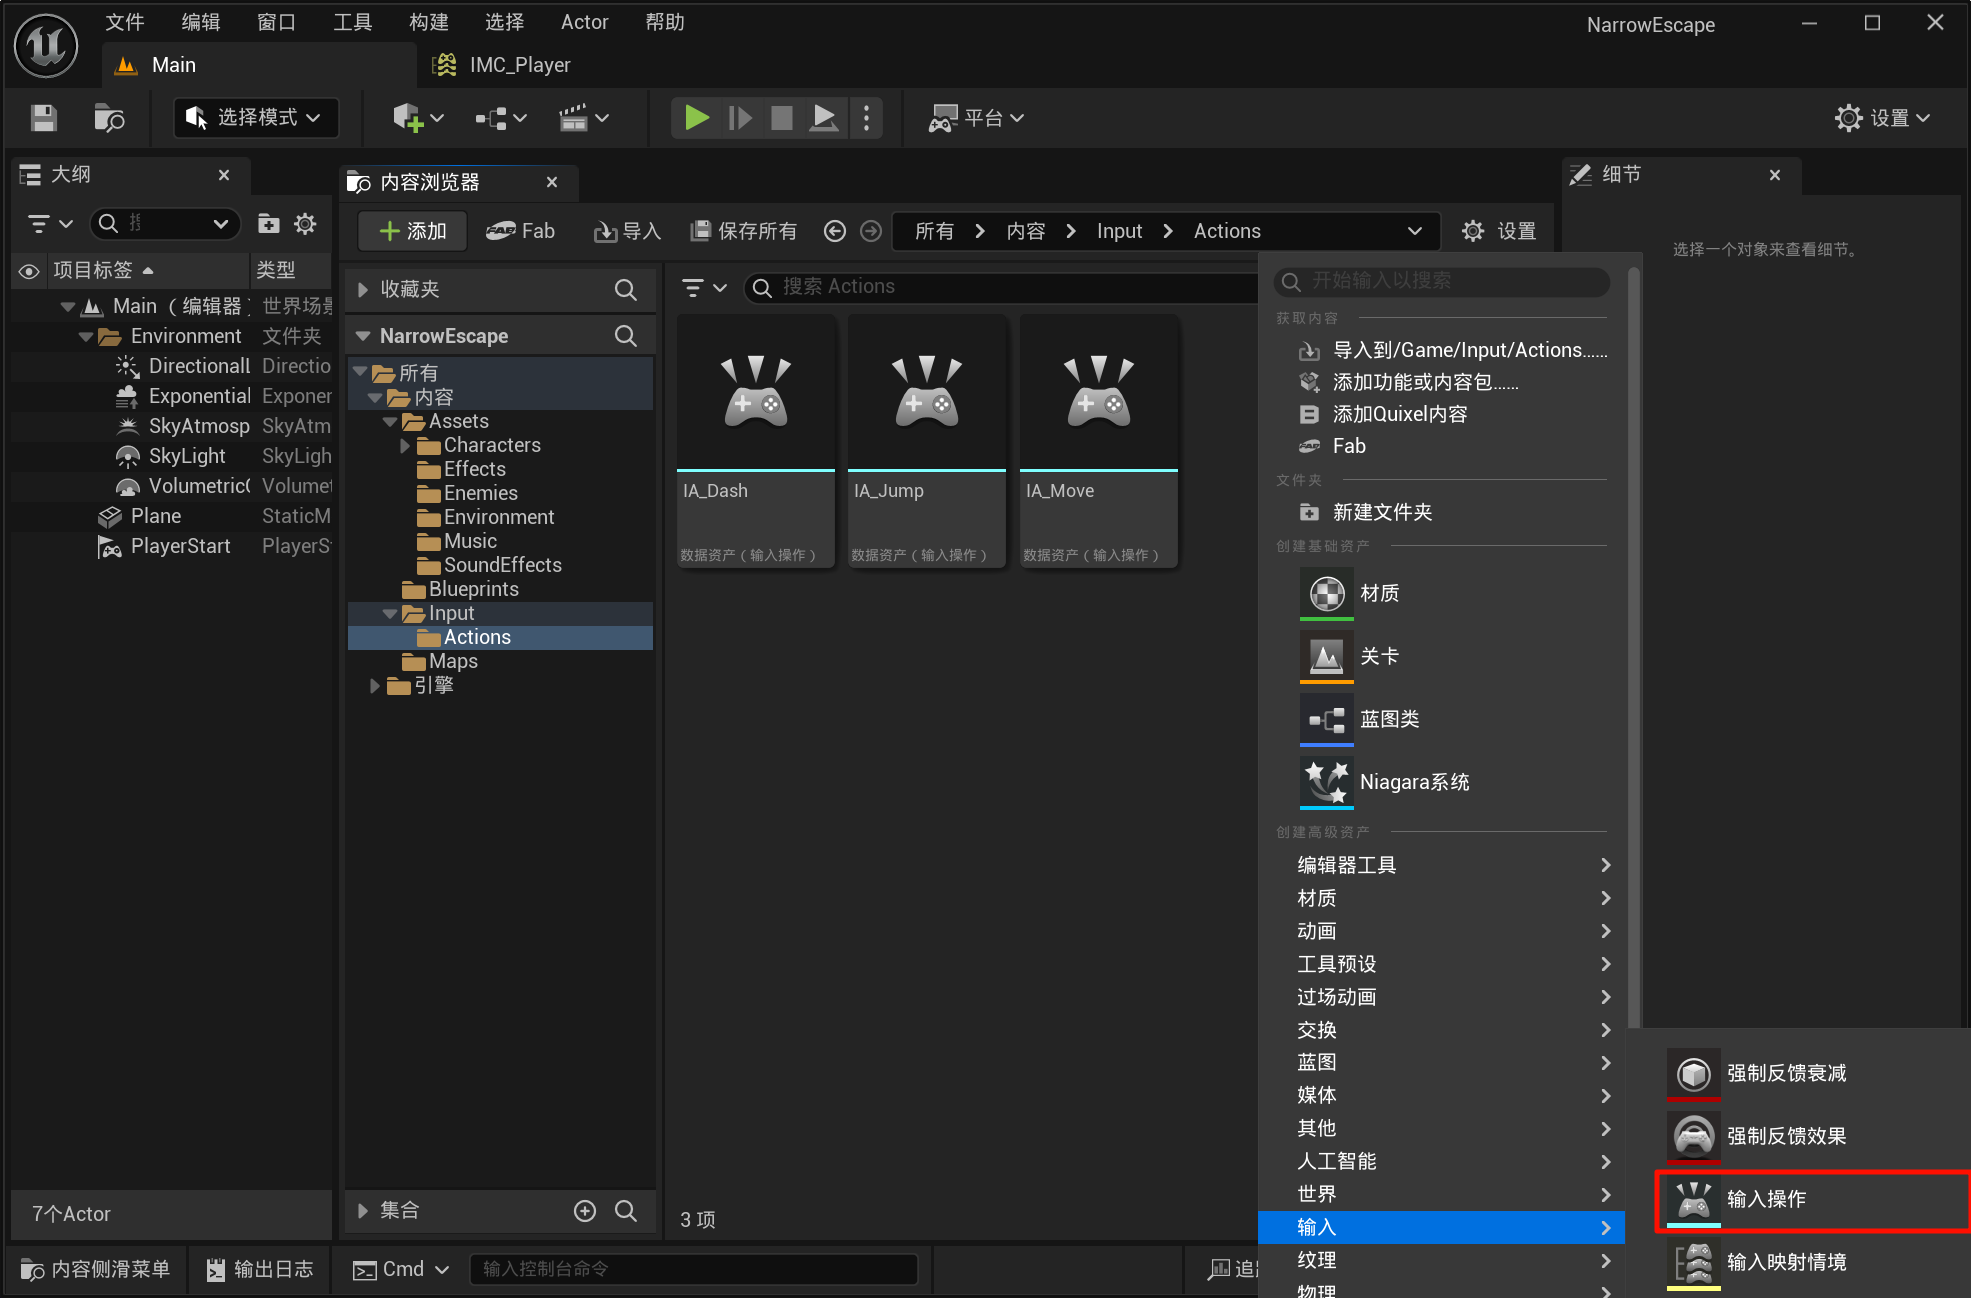 文件 编辑 窗口 工具 构建 选择 Actor 帮助
NarrowEscape
Main
IMC_Player
选择模式
平台
设置
大纲
项目标签 类型
Main（编辑器） 世界场景
Environment 文件夹
DirectionalL Directio
Exponential Exponer
SkyAtmosp SkyAtm
SkyLight SkyLigh
VolumetricC Volumet
Plane StaticM
PlayerStart PlayerSt
7个Actor
内容浏览器
添加 Fab 导入 保存所有 所有 内容 Input Actions 设置
收藏夹
NarrowEscape
所有
内容
Assets
Characters
Effects
Enemies
Environment
Music
SoundEffects
Blueprints
Input
Actions
Maps
引擎
集合
搜索 Actions
IA_Dash
数据资产（输入操作）
IA_Jump
数据资产（输入操作）
IA_Move
数据资产（输入操作）
3 项
细节
选择一个对象来查看细节。
开始输入以搜索
获取内容
导入到/Game/Input/Actions......
添加功能或内容包......
添加Quixel内容
Fab
文件夹
新建文件夹
创建基础资产
材质
关卡
蓝图类
Niagara系统
创建高级资产
编辑器工具
材质
动画
工具预设
过场动画
交换
蓝图
媒体
其他
人工智能
世界
输入
纹理
物理
强制反馈衰减
强制反馈效果
输入操作
输入映射情境
内容侧滑菜单 输出日志 Cmd 输入控制台命令 追